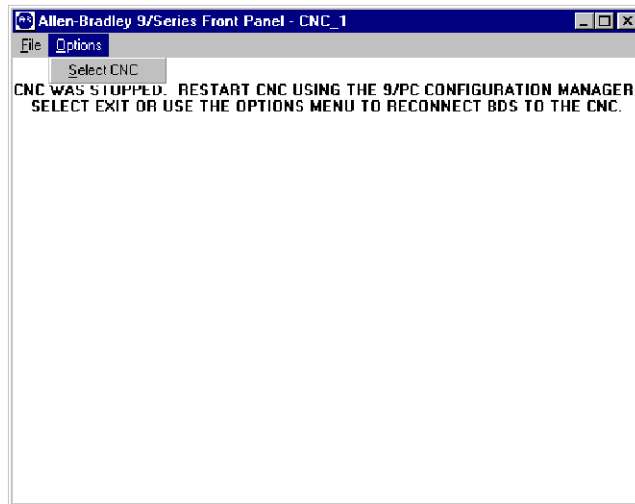 Allen-Bradley 9/Series Front Panel - CNC_1
File Options
Select CNC
CNC WAS STOPPED. RESTART CNC USING THE 9/PC CONFIGURATION MANAGER
SELECT EXIT OR USE THE OPTIONS MENU TO RECONNECT BDS TO THE CNC.